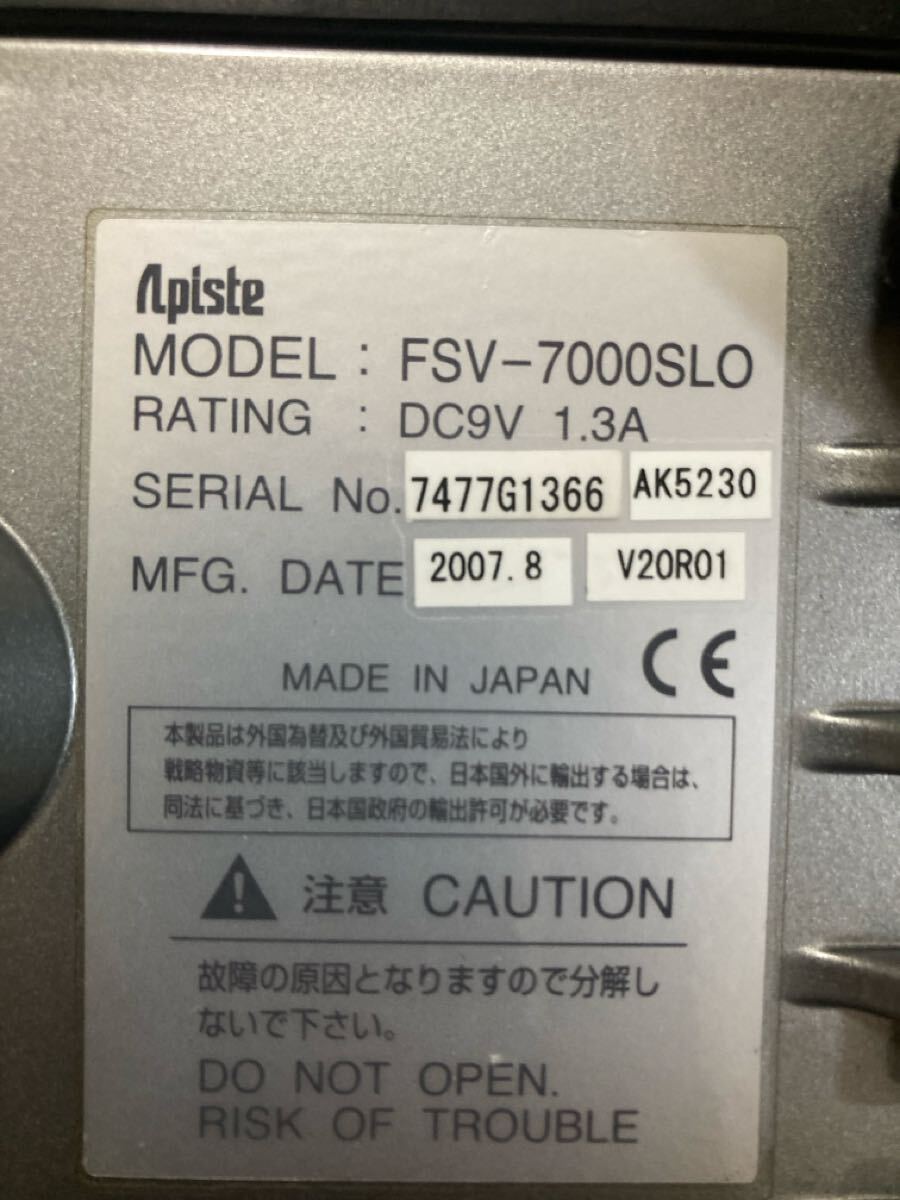 Apiste
MODEL : FSV-7000SLO
RATING : DC9V 1.3A
SERIAL No. 7477G1366 AK5230
MFG. DATE 2007.8 V20R01
MADE IN JAPAN CE
本製品は外国為替及び外国貿易法により
戦略物資等に該当しますので、日本国外に輸出する場合は、
同法に基づき、日本国政府の輸出許可が必要です。
注意 CAUTION
故障の原因となりますので分解し
ないで下さい。
DO NOT OPEN.
RISK OF TROUBLE